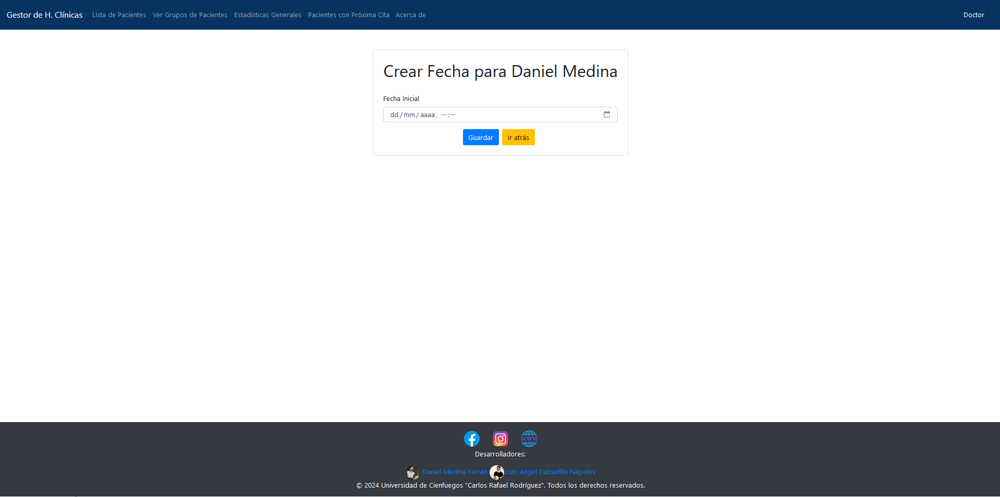 Gestor de H. Clínicas Lista de Pacientes Ver Grupos de Pacientes Estadísticas Generales Pacientes con Próxima Cita Acerca de Doctor
Crear Fecha para Daniel Medina
Fecha Inicial
dd/mm/aaaa, --:--
Guardar Ir atrás
WWW
Desarrolladores:
Daniel Medina Ferrán Luis Angel Calzadilla Nápoles
© 2024 Universidad de Cienfuegos "Carlos Rafael Rodríguez". Todos los derechos reservados.